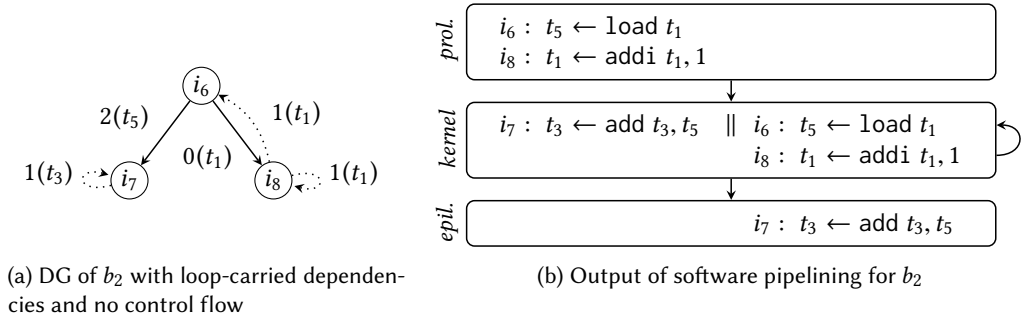 i6
2(t5)
1(t1)
0(t1)
1(t3)
i7
i8
1(t1)
(a) DG of b2 with loop-carried dependen-
cies and no control flow
prol.
i6 : t5 ← load t1
i8 : t1 ← addi t1, 1
kernel
i7 : t3 ← add t3, t5 ‖ i6 : t5 ← load t1
i8 : t1 ← addi t1, 1
epil.
i7 : t3 ← add t3, t5
(b) Output of software pipelining for b2